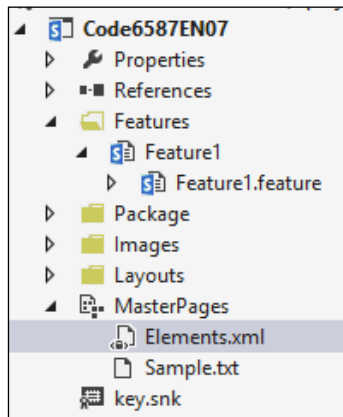 Code6587EN07
Properties
References
Features
Feature1
Feature1.feature
Package
Images
Layouts
MasterPages
Elements.xml
Sample.txt
key.snk